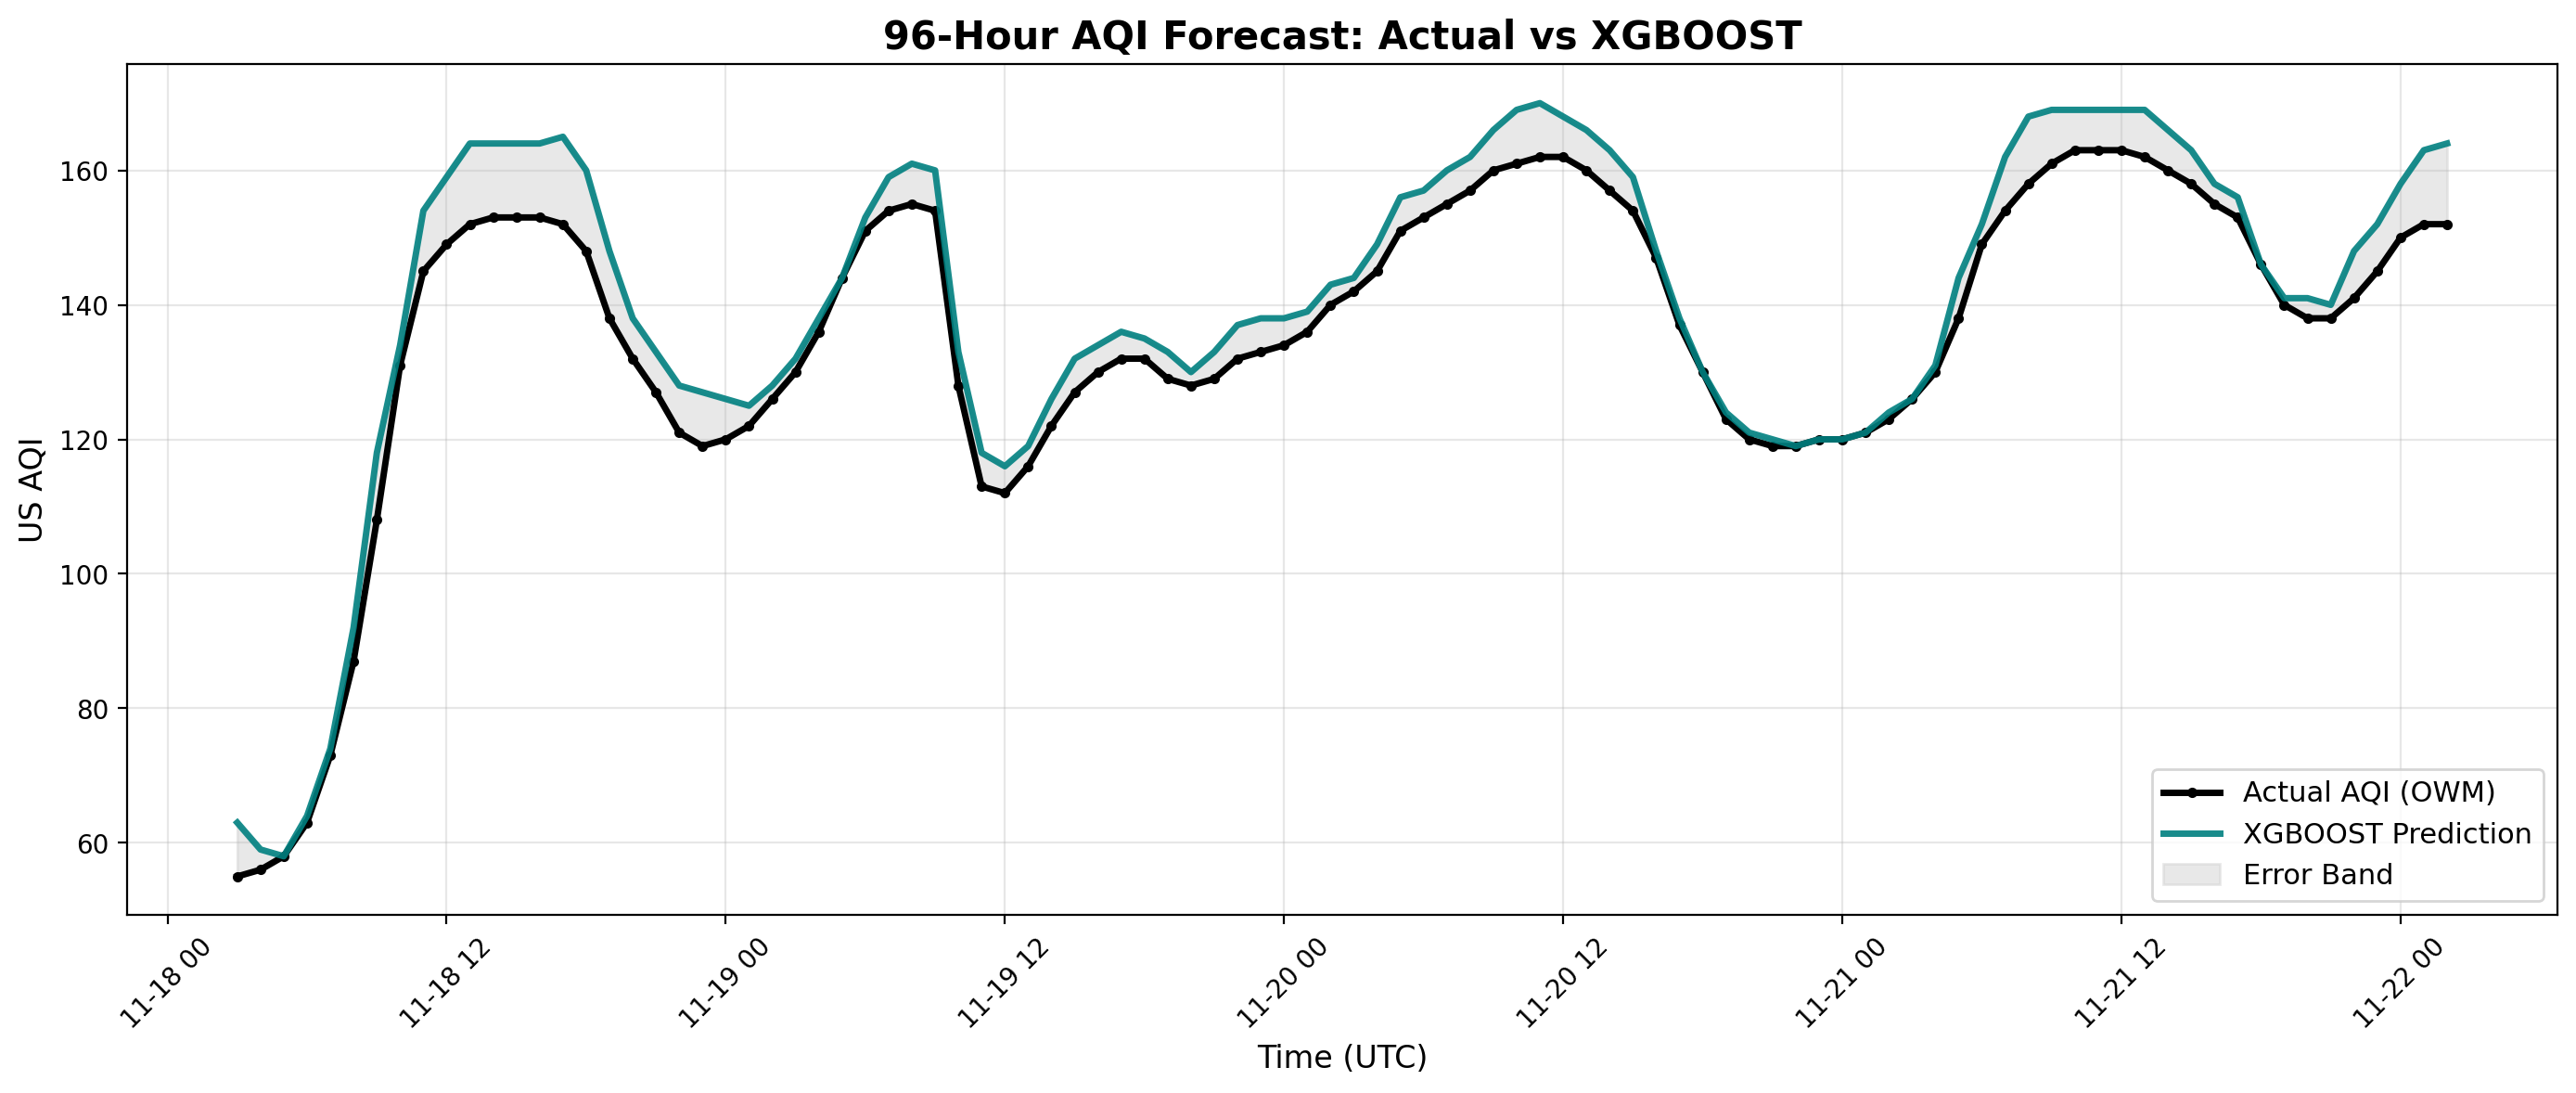 96-Hour AQI Forecast: Actual vs XGBOOST
US AQI
160
140
120
100
80
60
Actual AQI (OWM)
XGBOOST Prediction
Error Band
11-18 00
11-18 12
11-19 00
11-19 12
11-20 00
11-20 12
11-21 00
11-21 12
11-22 00
Time (UTC)